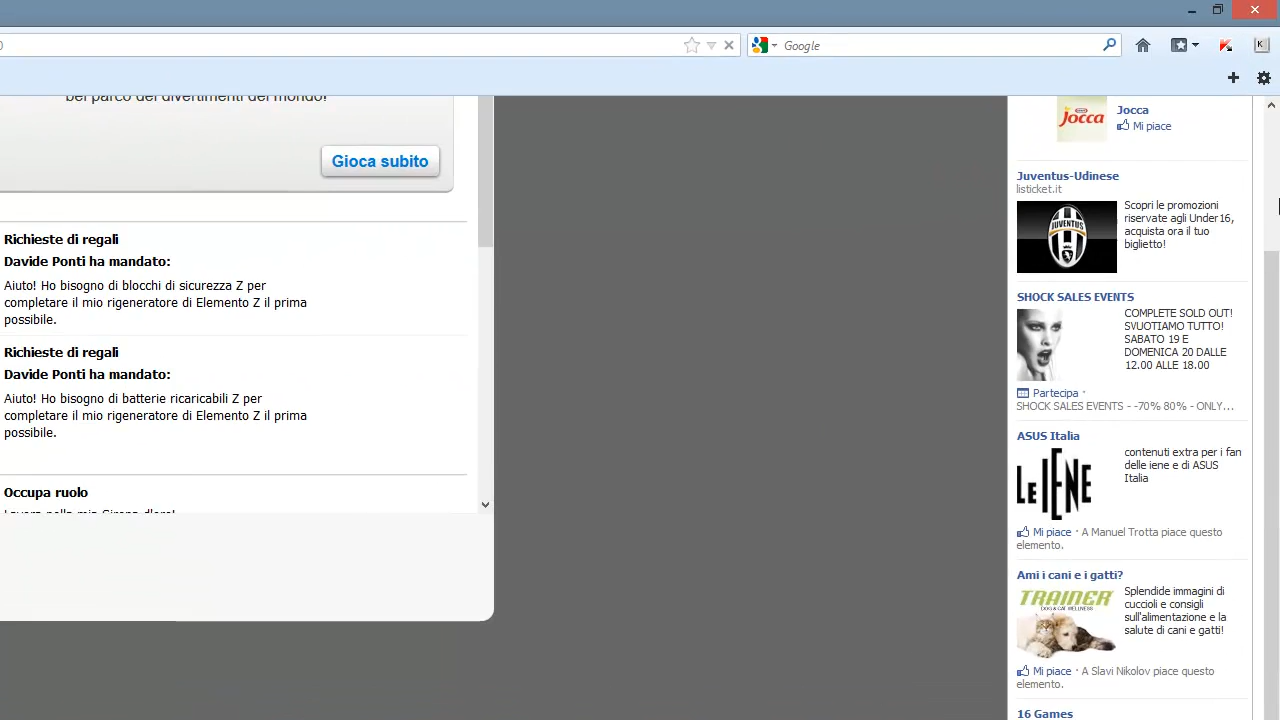 0
Google
bel parco dei divertimenti del mondo!
Gioca subito
Richieste di regali
Davide Ponti ha mandato:
Aiuto! Ho bisogno di blocchi di sicurezza Z per
completare il mio rigeneratore di Elemento Z il prima
possibile.
Richieste di regali
Davide Ponti ha mandato:
Aiuto! Ho bisogno di batterie ricaricabili Z per
completare il mio rigeneratore di Elemento Z il prima
possibile.
Occupa ruolo
Jocca
Jocca
Mi piace
Juventus-Udinese
listicket.it
JUVENTUS
Scopri le promozioni
riservate agli Under16,
acquista ora il tuo
biglietto!
SHOCK SALES EVENTS
COMPLETE SOLD OUT!
SVUOTIAMO TUTTO!
SABATO 19 E
DOMENICA 20 DALLE
12.00 ALLE 18.00
Partecipa ·
SHOCK SALES EVENTS - -70% 80% - ONLY...
ASUS Italia
LE IENE
contenuti extra per i fan
delle iene e di ASUS
Italia
Mi piace · A Manuel Trotta piace questo
elemento.
Ami i cani e i gatti?
TRAINER
DOG & CAT WELLNESS
Splendide immagini di
cuccioli e consigli
sull'alimentazione e la
salute di cani e gatti!
Mi piace · A Slavi Nikolov piace questo
elemento.
16 Games